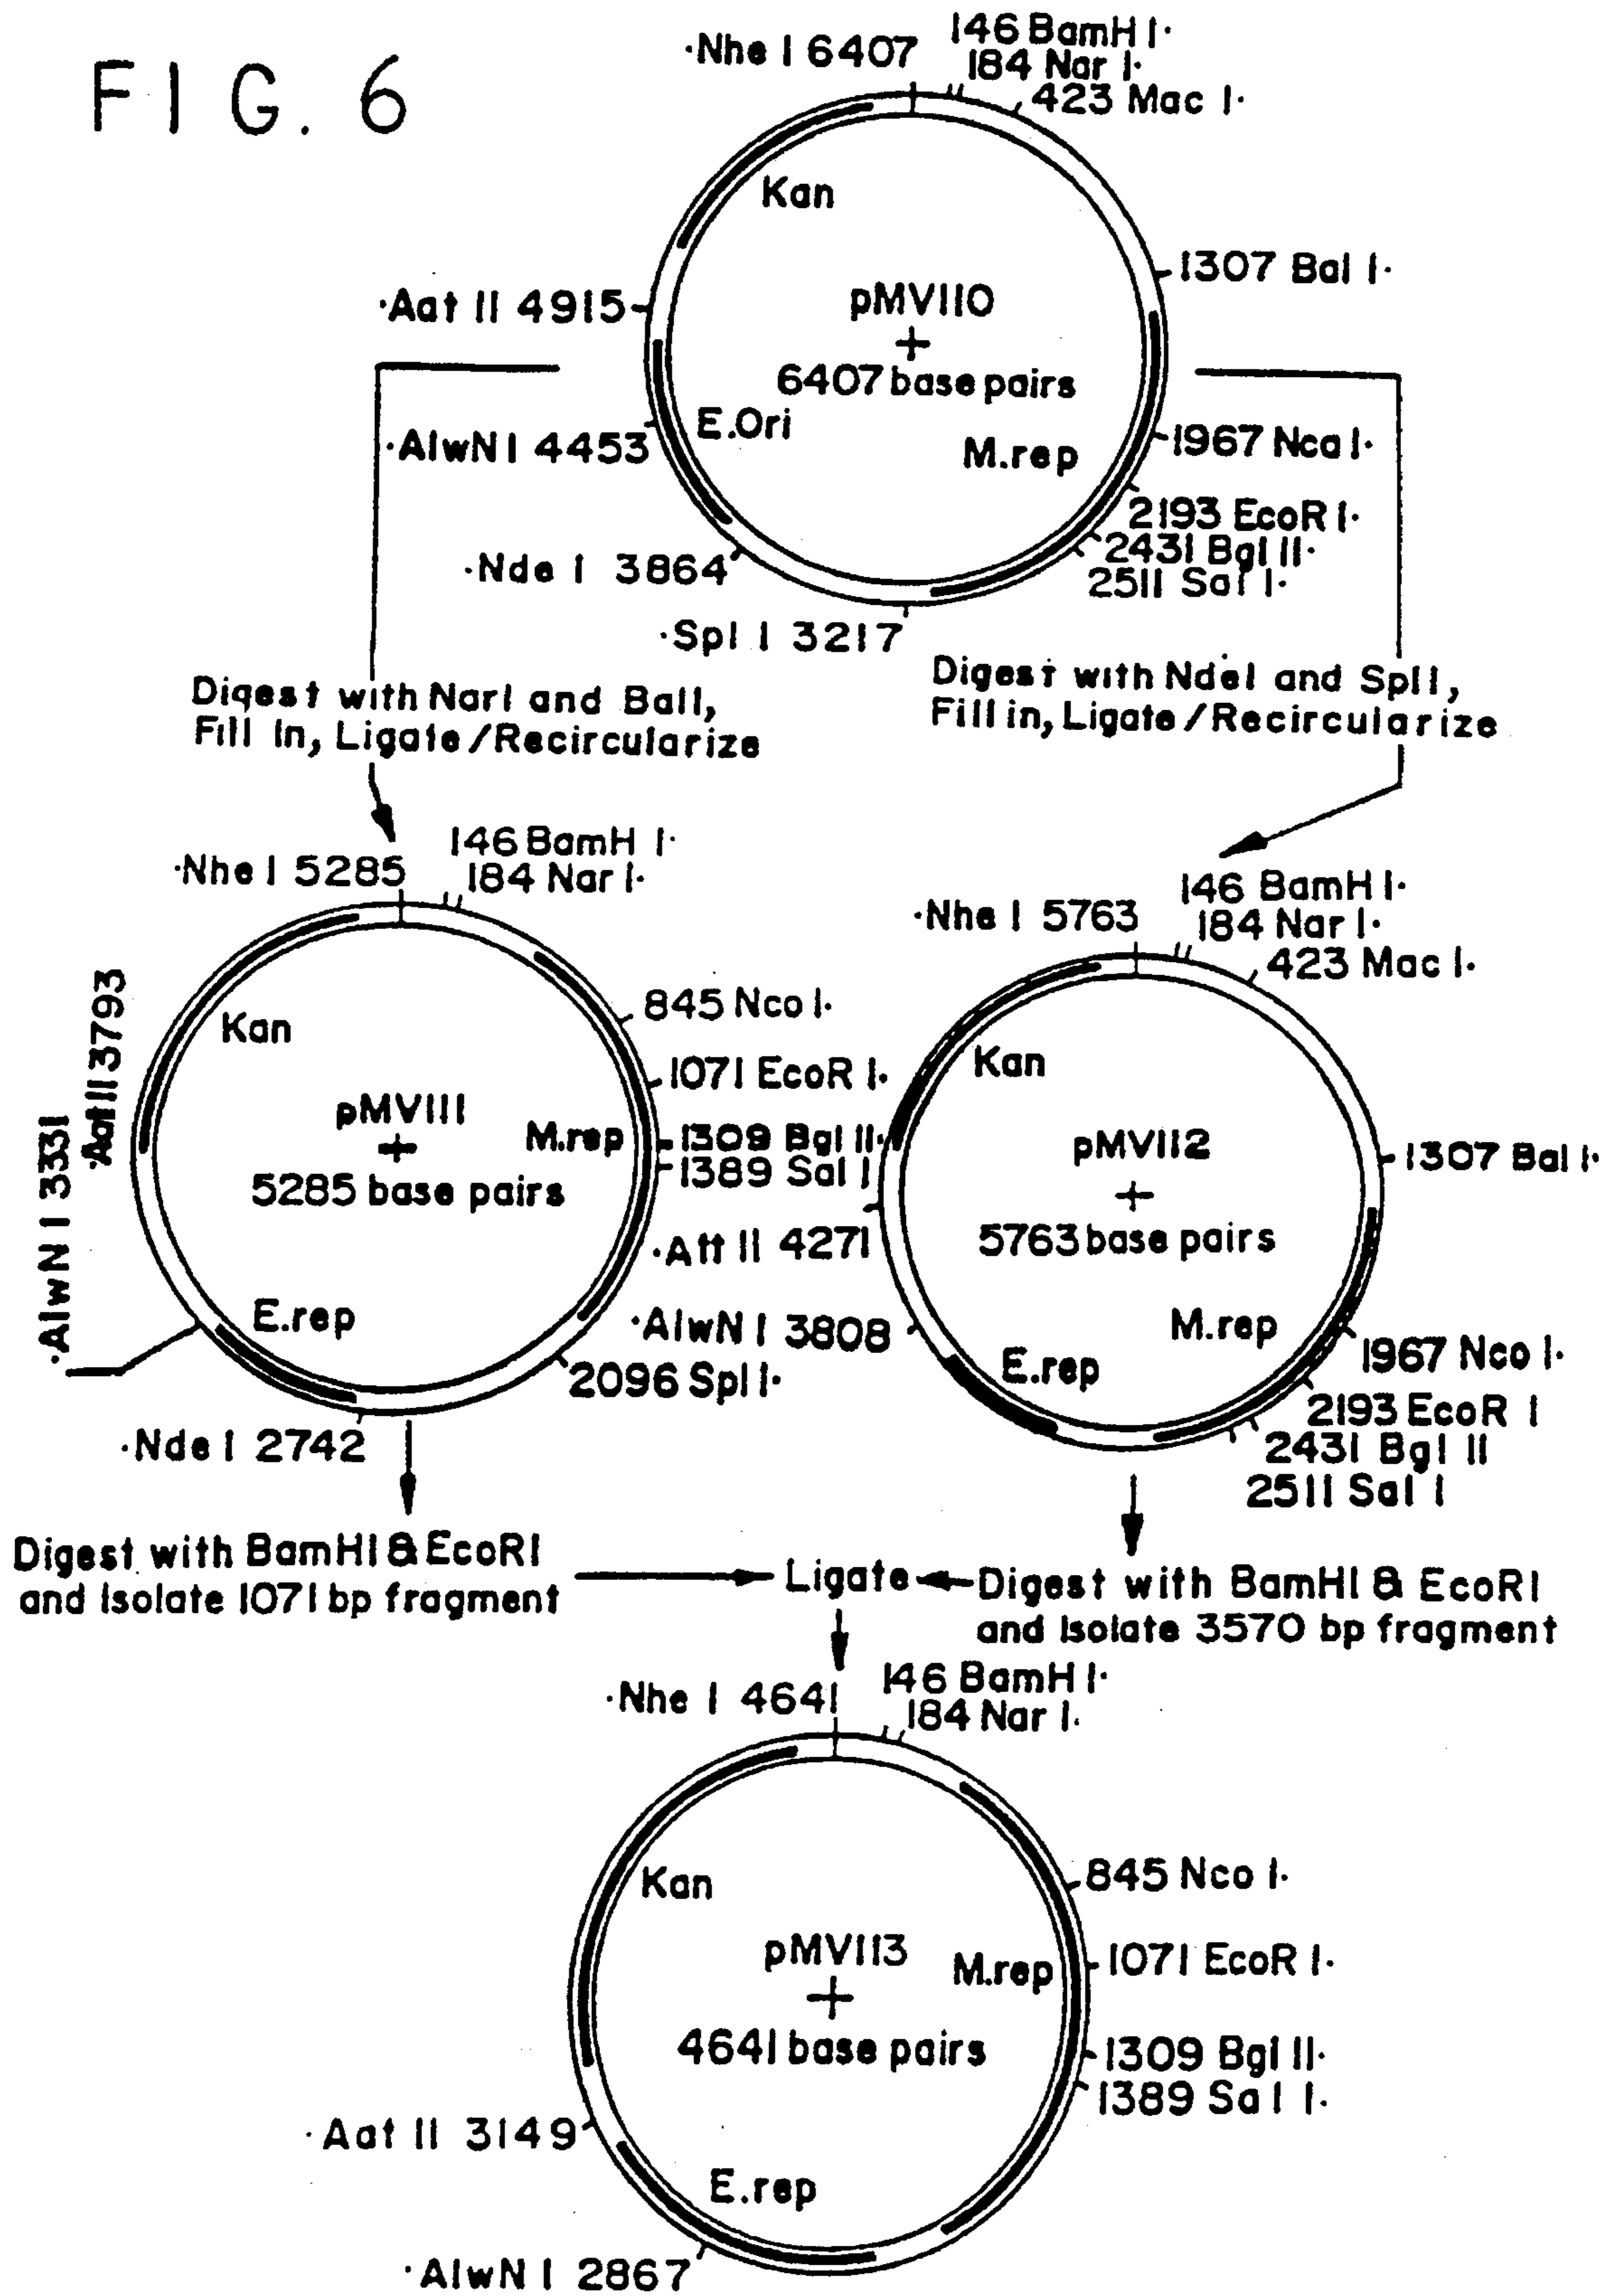 FIG. 6
·Nhe I 6407
146 BamH I·
184 Nar I·
423 Mac I·
Kan
1307 Bal I·
·Aat II 4915
pMV110
+
6407 base pairs
E.Ori
·AlwN I 4453
M.rep
1967 Nca I·
2193 EcoR I·
2431 Bgl II·
2511 Sal I·
·Nde I 3864
·Spl I 3217
Digest with NarI and BalI,
Fill In, Ligate/Recircularize
Digest with NdeI and SplI,
Fill in, Ligate/Recircularize
·Nhe I 5285
146 BamH I·
184 Nar I·
Kan
845 Nco I·
1071 EcoR I·
·Aat II 3793
·AlwN I 3331
pMV111
+
5285 base pairs
M.rep
1309 Bgl II·
1389 Sal I
E.rep
2096 Spl I·
·Nde I 2742
·Nhe I 5763
146 BamH I·
184 Nar I·
423 Mac I·
Kan
pMV112
+
5763 base pairs
1307 Bal I·
·Att II 4271
·AlwN I 3808
M.rep
E.rep
1967 Nco I·
2193 EcoR I
2431 Bgl II
2511 Sal I
Digest with BamHI & EcoRI
and Isolate 1071 bp fragment
Ligate
Digest with BamHI & EcoRI
and Isolate 3570 bp fragment
·Nhe I 4641
146 BamH I·
184 Nar I·
Kan
845 Nco I·
pMV113
+
4641 base pairs
M.rep
1071 EcoR I·
1309 Bgl II·
1389 Sal I·
·Aat II 3149
E.rep
·AlwN I 2867